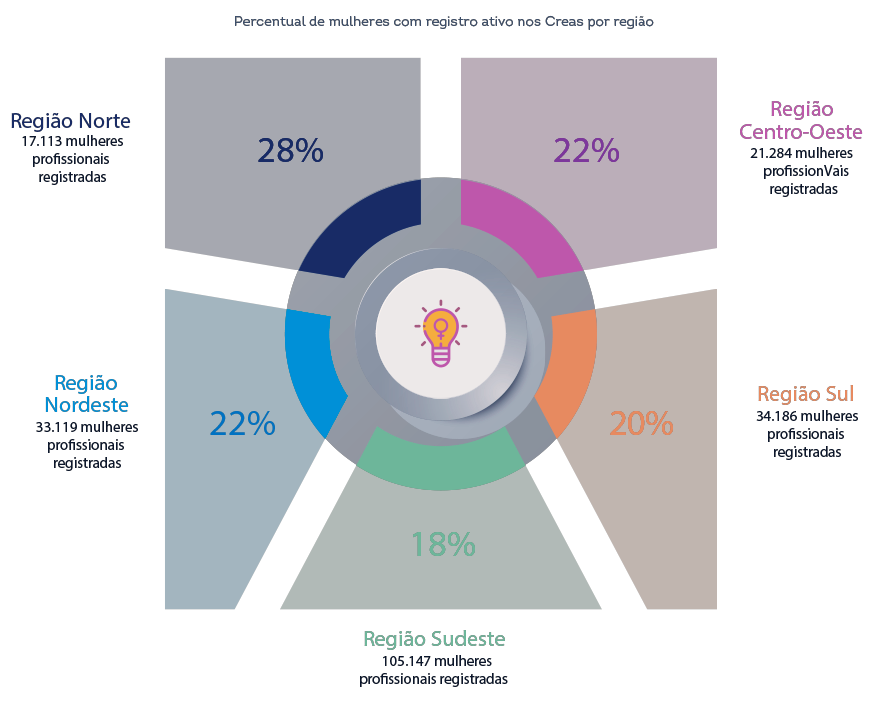 Percentual de mulheres com registro ativo nos Creas por região
Região Norte
17.113 mulheres
profissionais
registradas
28%
22%
Região
Centro-Oeste
21.284 mulheres
profissionVais
registradas
Região
Nordeste
33.119 mulheres
profissionais
registradas
22%
20%
Região Sul
34.186 mulheres
profissionais
registradas
18%
Região Sudeste
105.147 mulheres
profissionais registradas